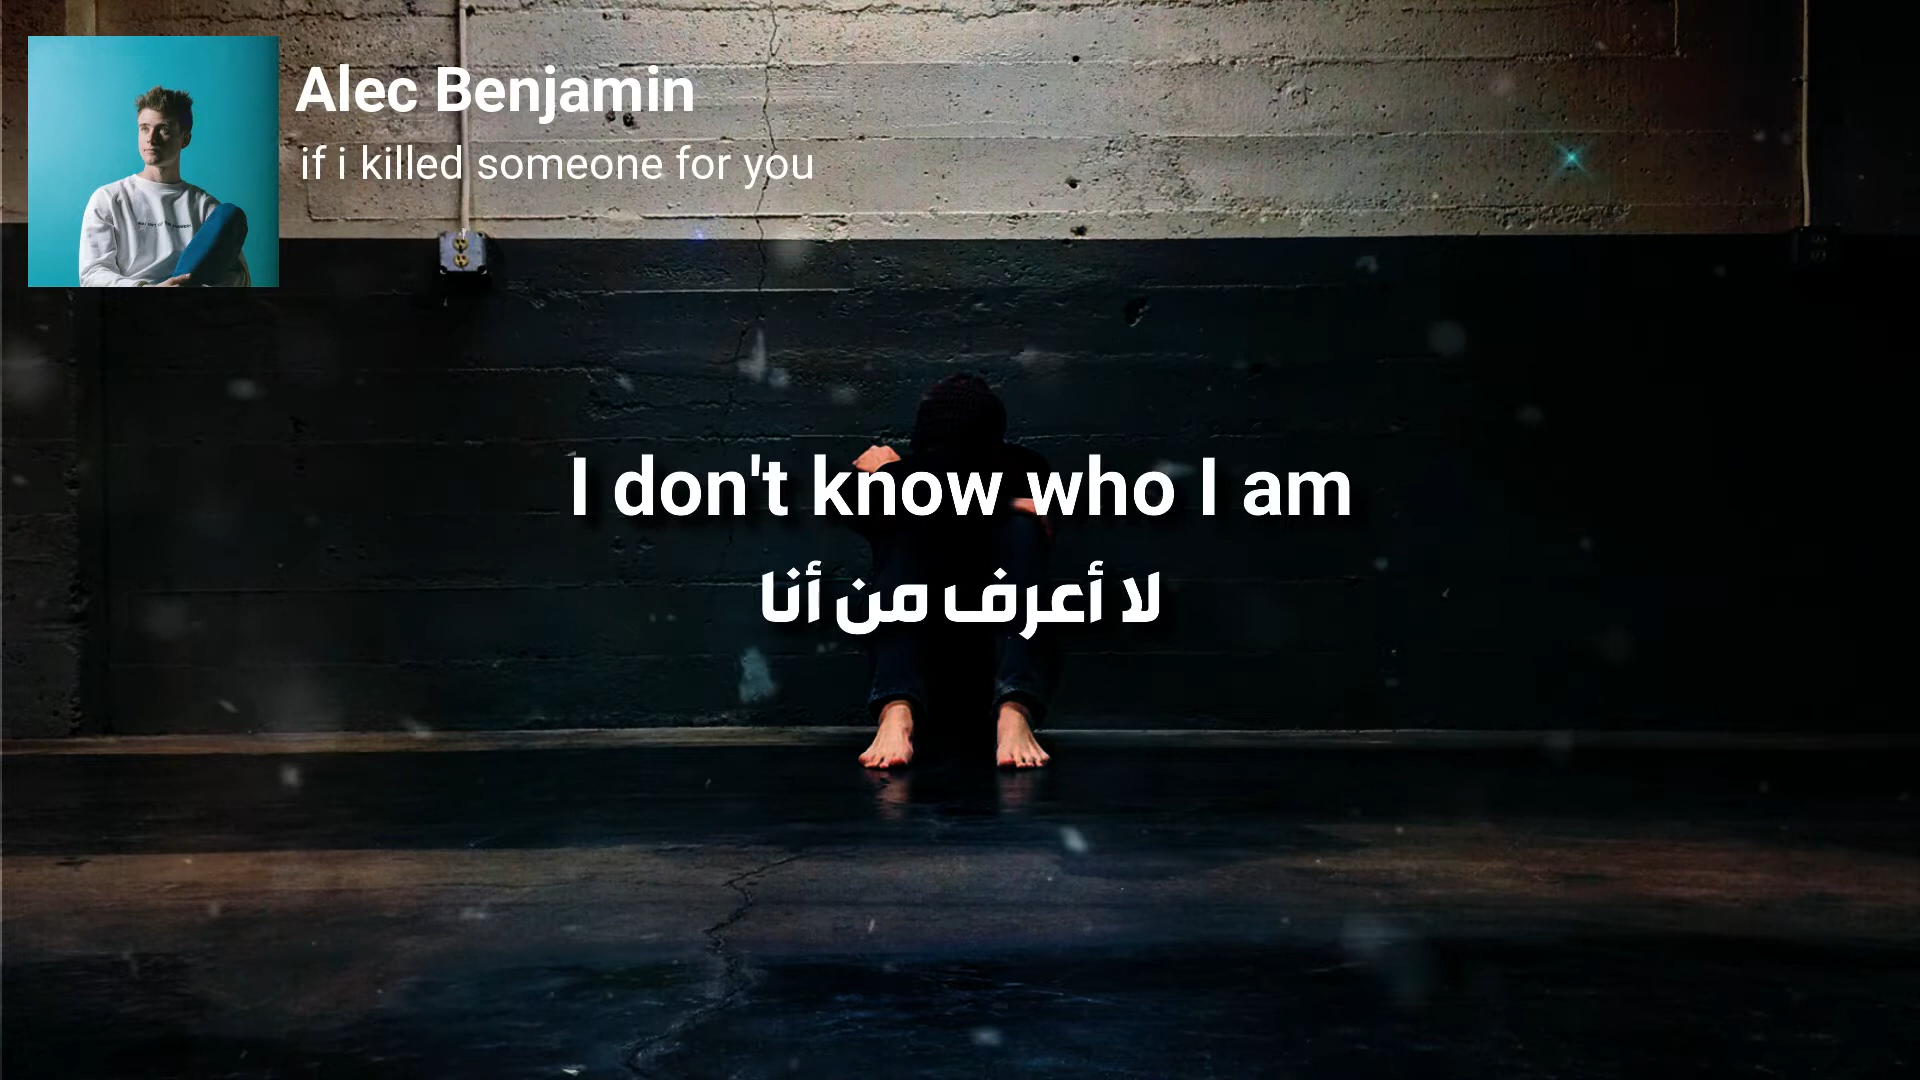 Alec Benjamin
if i killed someone for you
I don't know who I am
لا أعرف من أنا